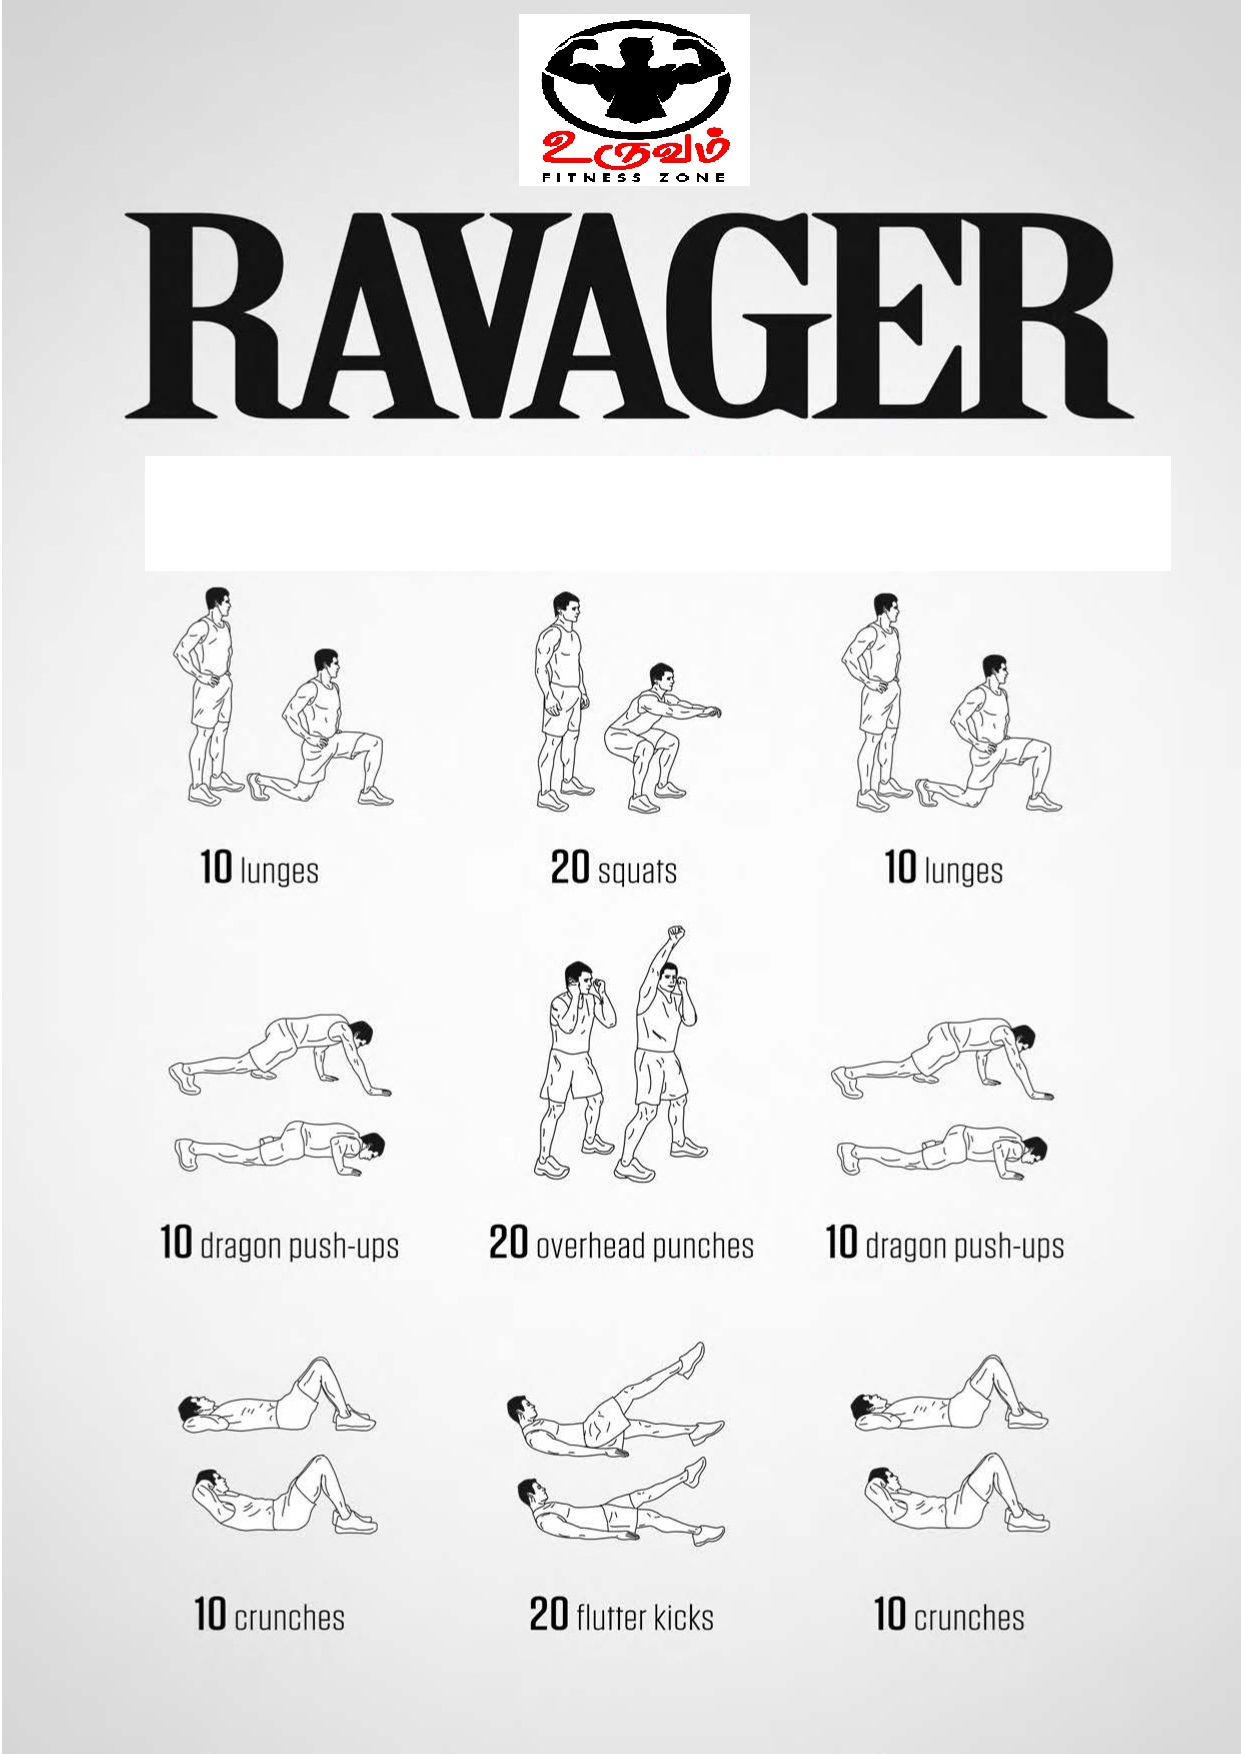 உருவம்
FITNESS ZONE
RAVAGER
10 lunges
20 squats
10 lunges
10 dragon push-ups
20 overhead punches
10 dragon push-ups
10 crunches
20 flutter kicks
10 crunches